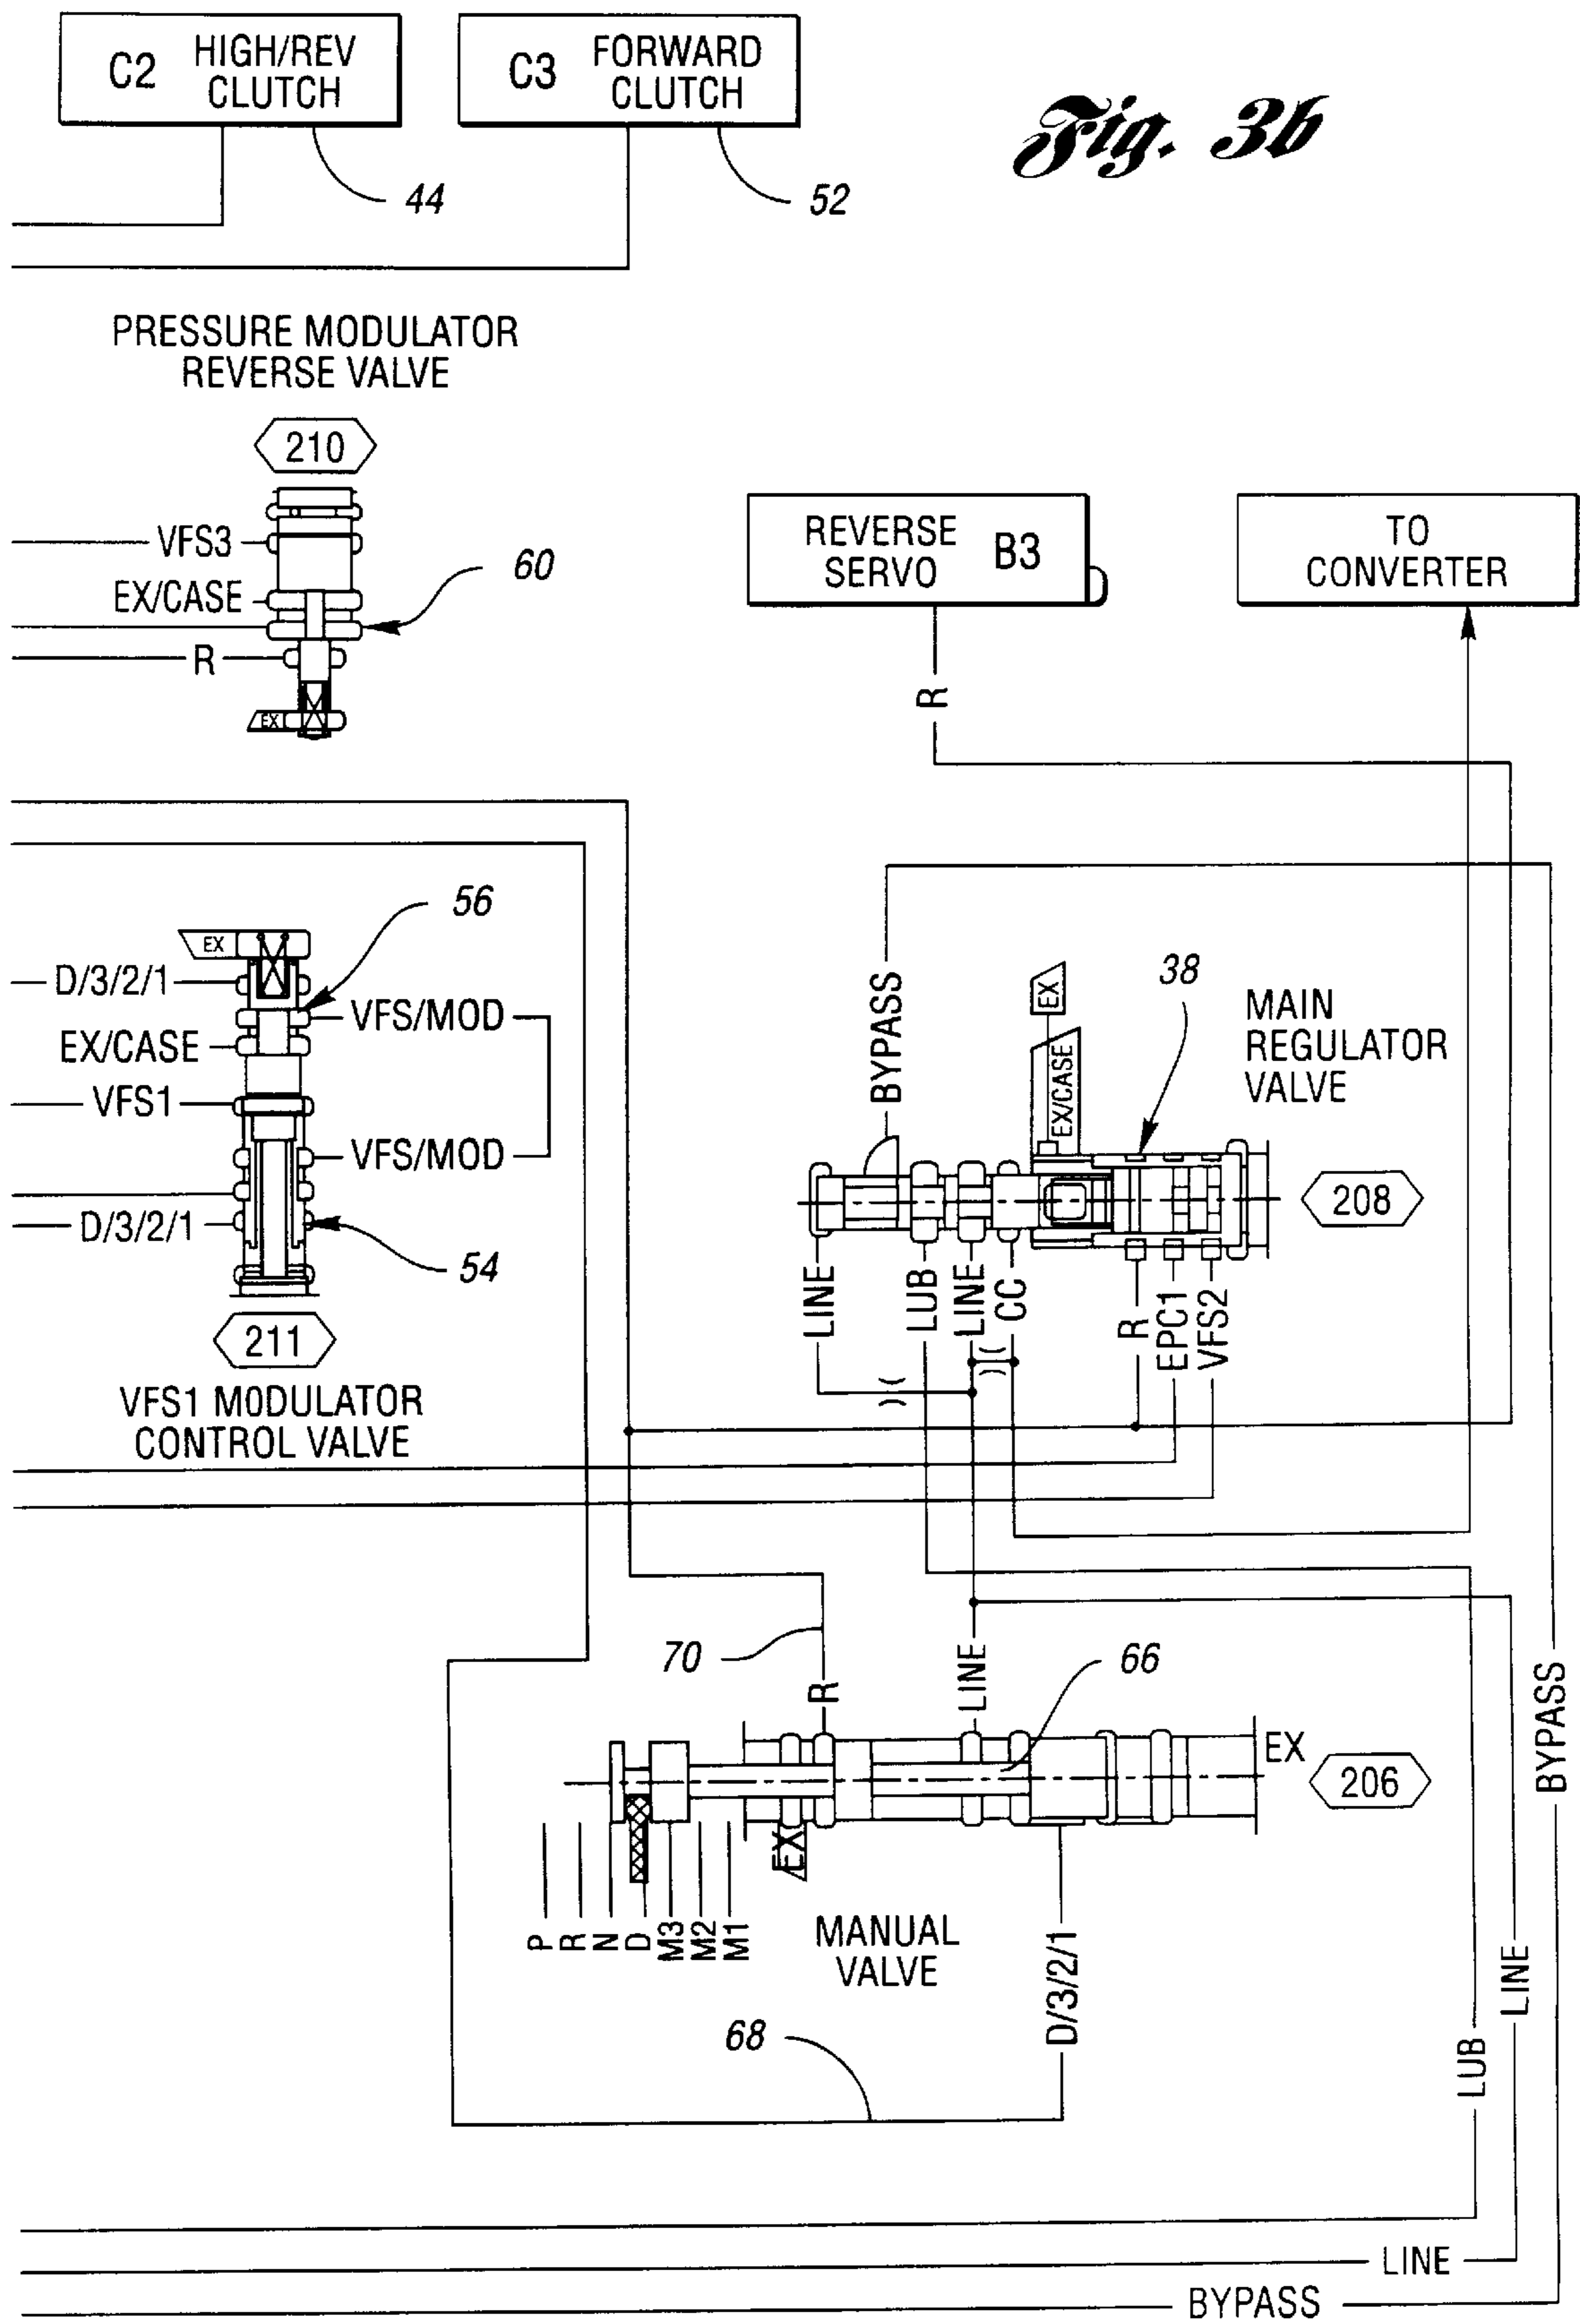 C2 HIGH/REV
CLUTCH
C3 FORWARD
CLUTCH
Fig. 3b
44
52
PRESSURE MODULATOR
REVERSE VALVE
210
VFS3
60
EX/CASE
R
EX
REVERSE
SERVO B3
TO
CONVERTER
R
56
EX
D/3/2/1
VFS/MOD
EX/CASE
VFS1
VFS/MOD
D/3/2/1
54
211
VFS1 MODULATOR
CONTROL VALVE
BYPASS
EX
EX/CASE
38
MAIN
REGULATOR
VALVE
208
LINE
LUB
LINE
CC
R
EPC1
VFS2
70
R
LINE
66
EX
206
EX
P
R
N
D
M3
M2
M1
MANUAL
VALVE
D/3/2/1
68
BYPASS
LINE
LUB
LINE
BYPASS